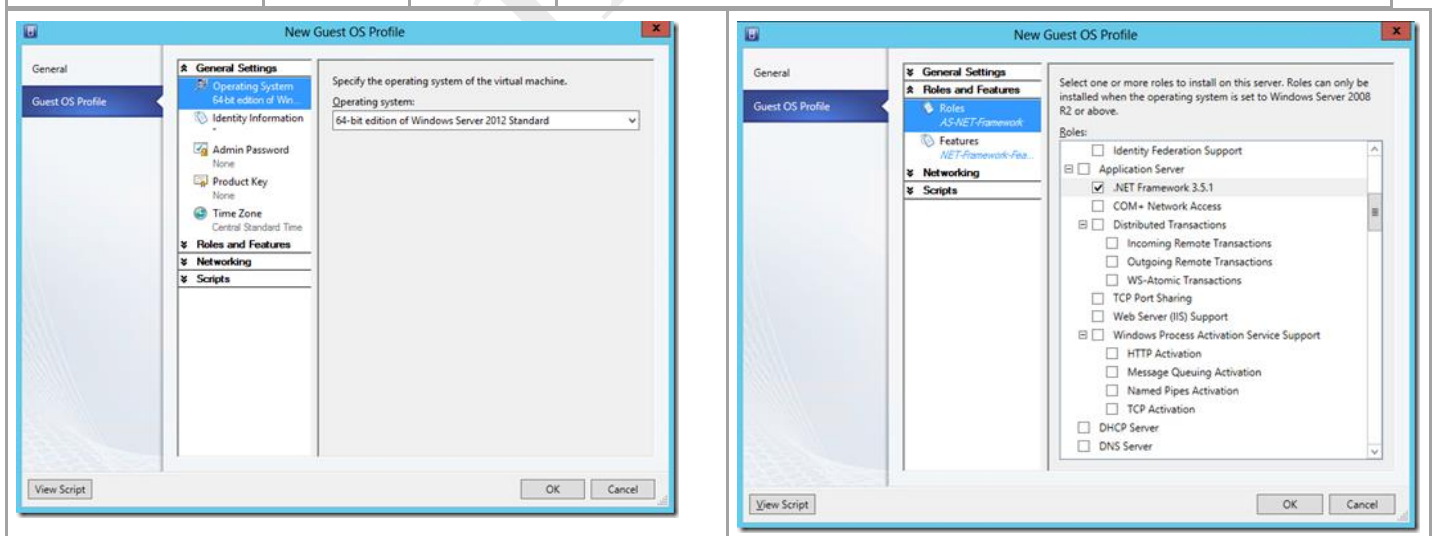 New Guest OS Profile
General
Guest OS Profile
General Settings
Operating System
64-bit edition of Win...
Identity Information
-
Admin Password
None
Product Key
None
Time Zone
Central Standard Time
Roles and Features
Networking
Scripts
Specify the operating system of the virtual machine.
Operating system:
64-bit edition of Windows Server 2012 Standard
View Script
OK
Cancel
New Guest OS Profile
General
Guest OS Profile
General Settings
Roles and Features
Roles
AS-NET-Framework
Features
NET-Framework-Fea...
Networking
Scripts
Select one or more roles to install on this server. Roles can only be
installed when the operating system is set to Windows Server 2008
R2 or above.
Roles:
Identity Federation Support
Application Server
.NET Framework 3.5.1
COM+ Network Access
Distributed Transactions
Incoming Remote Transactions
Outgoing Remote Transactions
WS-Atomic Transactions
TCP Port Sharing
Web Server (IIS) Support
Windows Process Activation Service Support
HTTP Activation
Message Queuing Activation
Named Pipes Activation
TCP Activation
DHCP Server
DNS Server
View Script
OK
Cancel